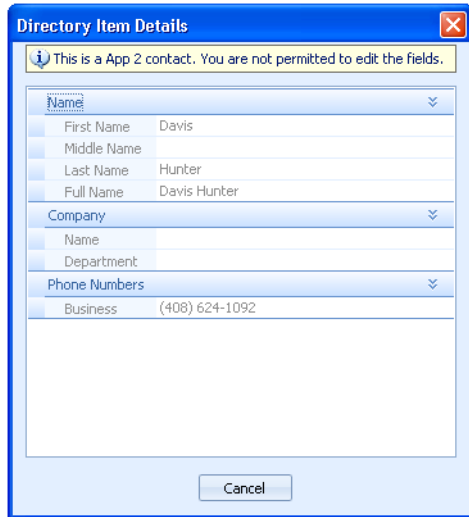 Directory Item Details
This is a App 2 contact. You are not permitted to edit the fields.
Name
First Name Davis
Middle Name
Last Name Hunter
Full Name Davis Hunter
Company
Name
Department
Phone Numbers
Business (408) 624-1092
Cancel